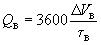 Q_В = 3600 ΔV_В / τ_В